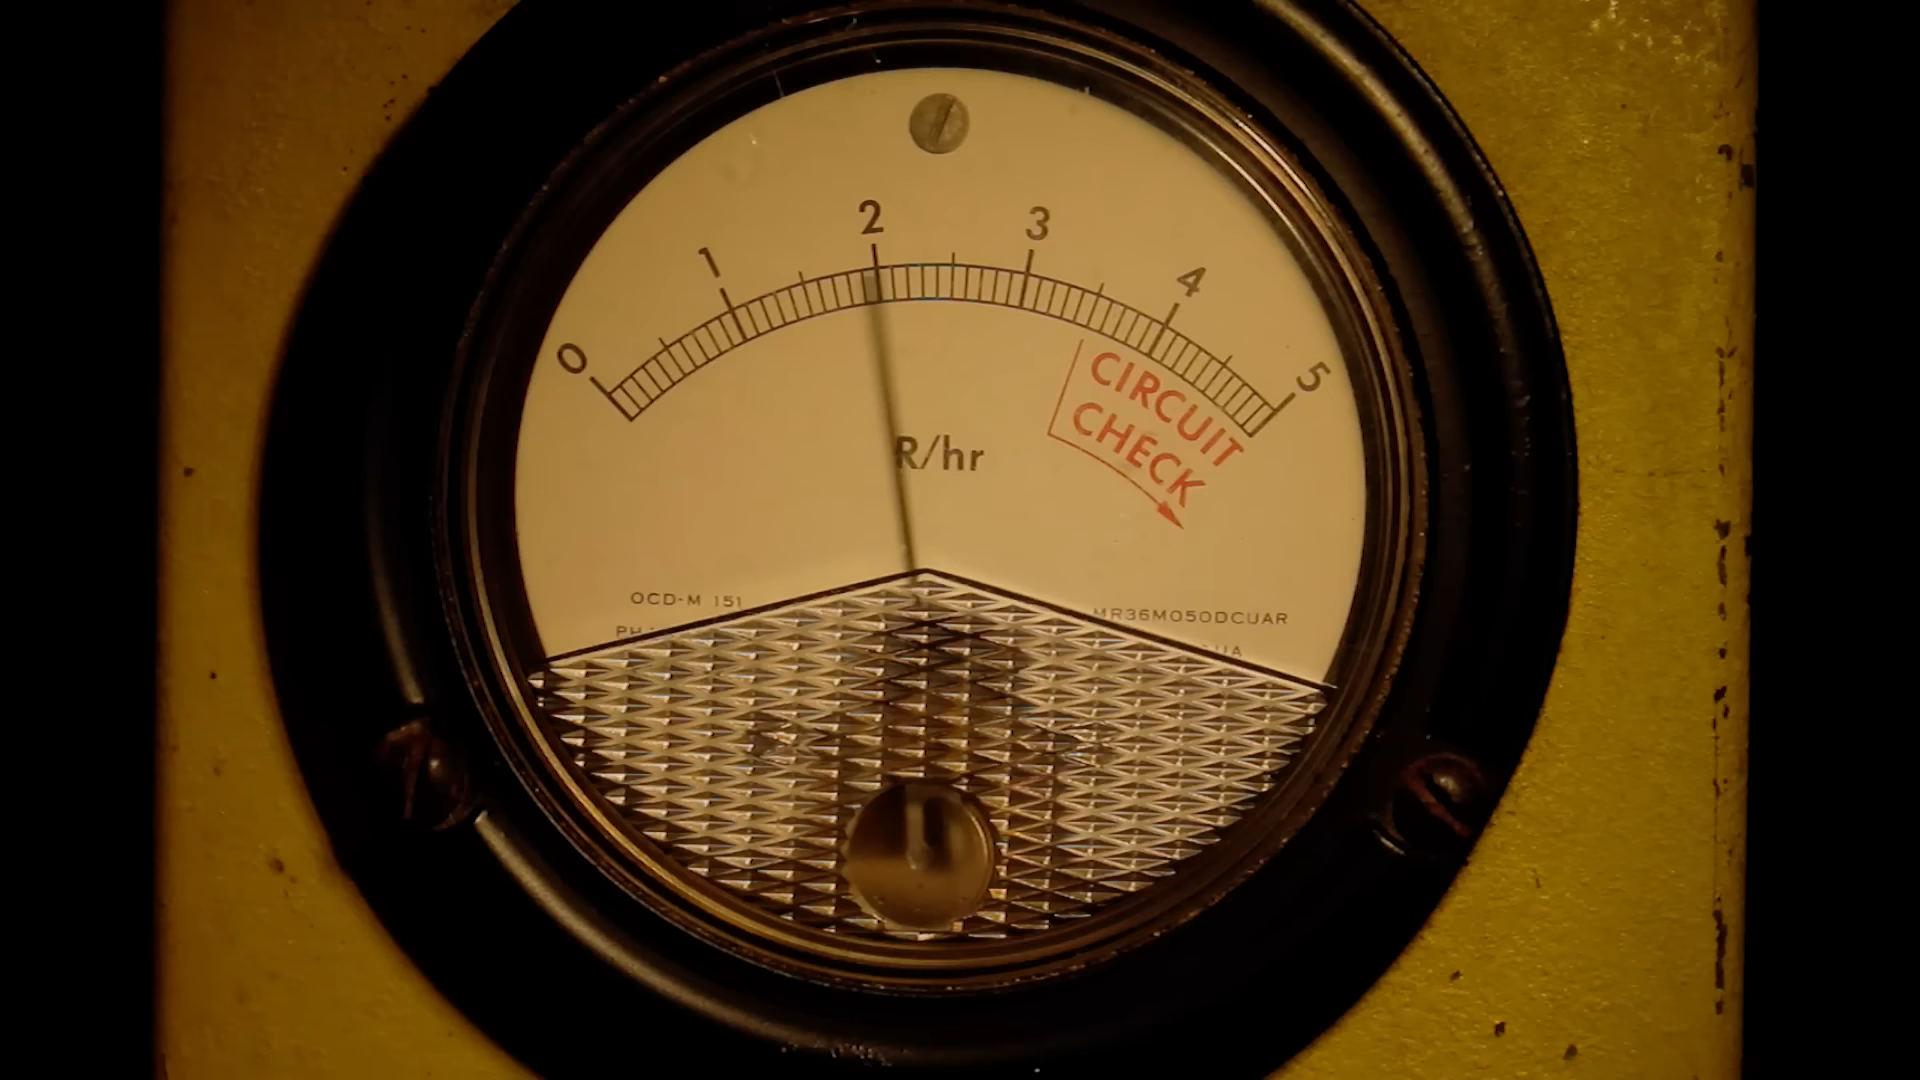 0 1 2 3 4 5
CIRCUIT
CHECK
R/hr
OCD-M 151
MR36M050DCUAR